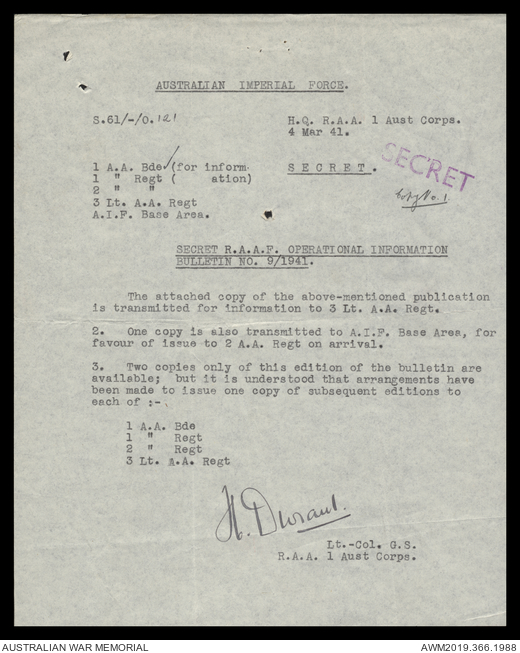 AUSTRALIAN IMPERIAL FORCE.
S.61/-/0.121
H.Q. R.A.A. 1 Aust Corps.
4 Mar 41.
1 A.A. Bde (for inform-
1 " Regt ( ation)
2 " "
3 Lt. A.A. Regt
A.I.F. Base Area.
S E C R E T .
SECRET
Copy No. 1
SECRET R.A.A.F. OPERATIONAL INFORMATION
BULLETIN NO. 9/1941.
The attached copy of the above-mentioned publication
is transmitted for information to 3 Lt. A.A. Regt.
2. One copy is also transmitted to A.I.F. Base Area, for
favour of issue to 2 A.A. Regt on arrival.
3. Two copies only of this edition of the bulletin are
available; but it is understood that arrangements have
been made to issue one copy of subsequent editions to
each of :-
1 A.A. Bde
1 " Regt
2 " Regt
3 Lt. A.A. Regt
Lt.-Col. G.S.
R.A.A. 1 Aust Corps.
AUSTRALIAN WAR MEMORIAL
AWM2019.366.1988